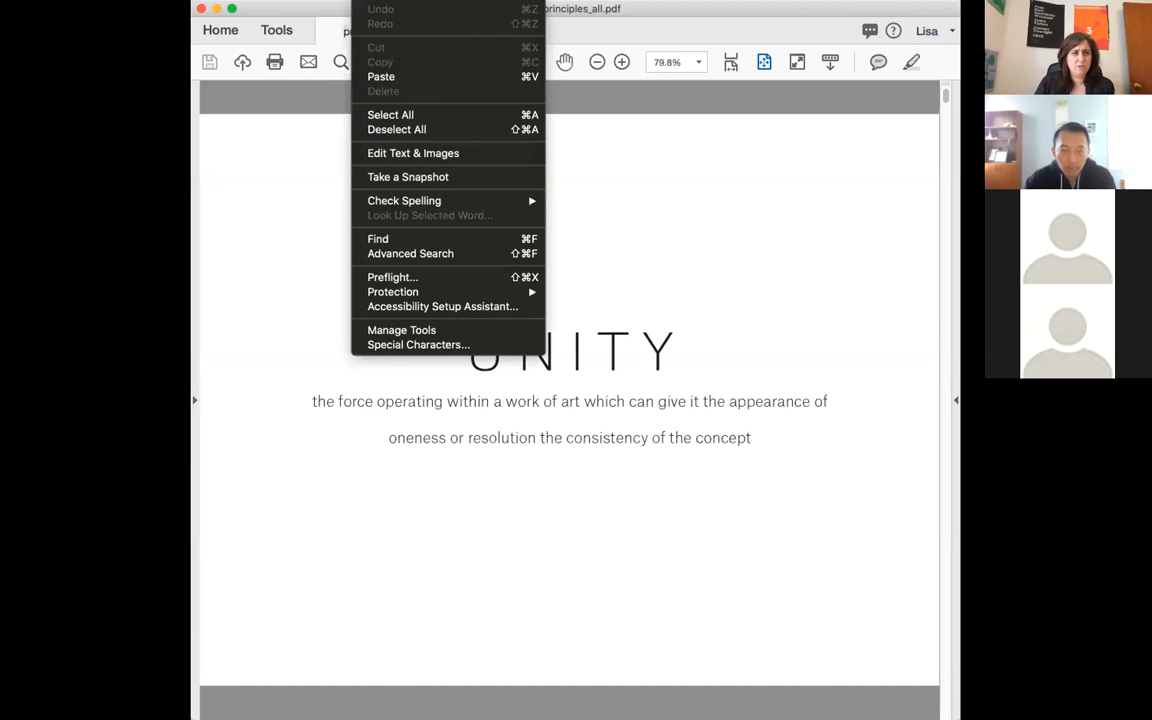 principles_all.pdf
Home Tools
Lisa
79.8%
Undo ⌘Z
Redo ⇧⌘Z
Cut ⌘X
Copy ⌘C
Paste ⌘V
Delete
Select All ⌘A
Deselect All ⇧⌘A
Edit Text & Images
Take a Snapshot
Check Spelling
Look Up Selected Word...
Find ⌘F
Advanced Search ⇧⌘F
Preflight... ⇧⌘X
Protection
Accessibility Setup Assistant...
Manage Tools
Special Characters...
UNITY
the force operating within a work of art which can give it the appearance of
oneness or resolution the consistency of the concept